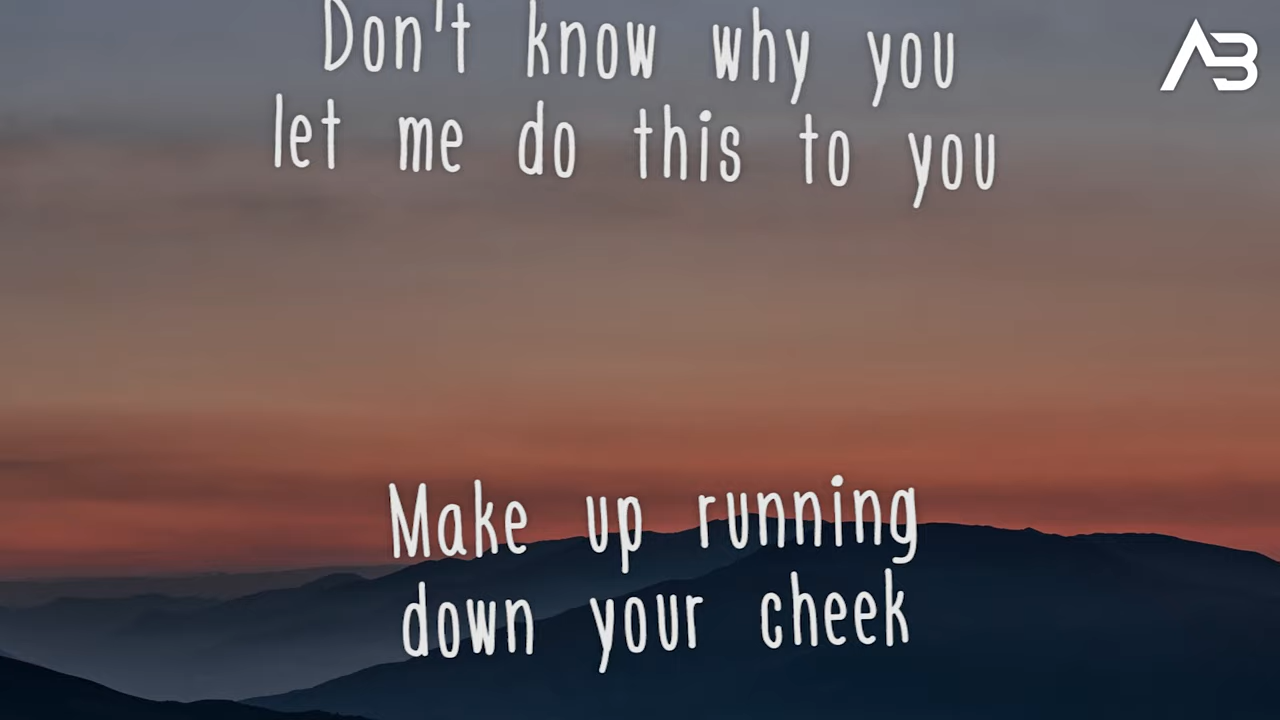 Don't know why you
let me do this to you
Make up running
down your cheek
AB